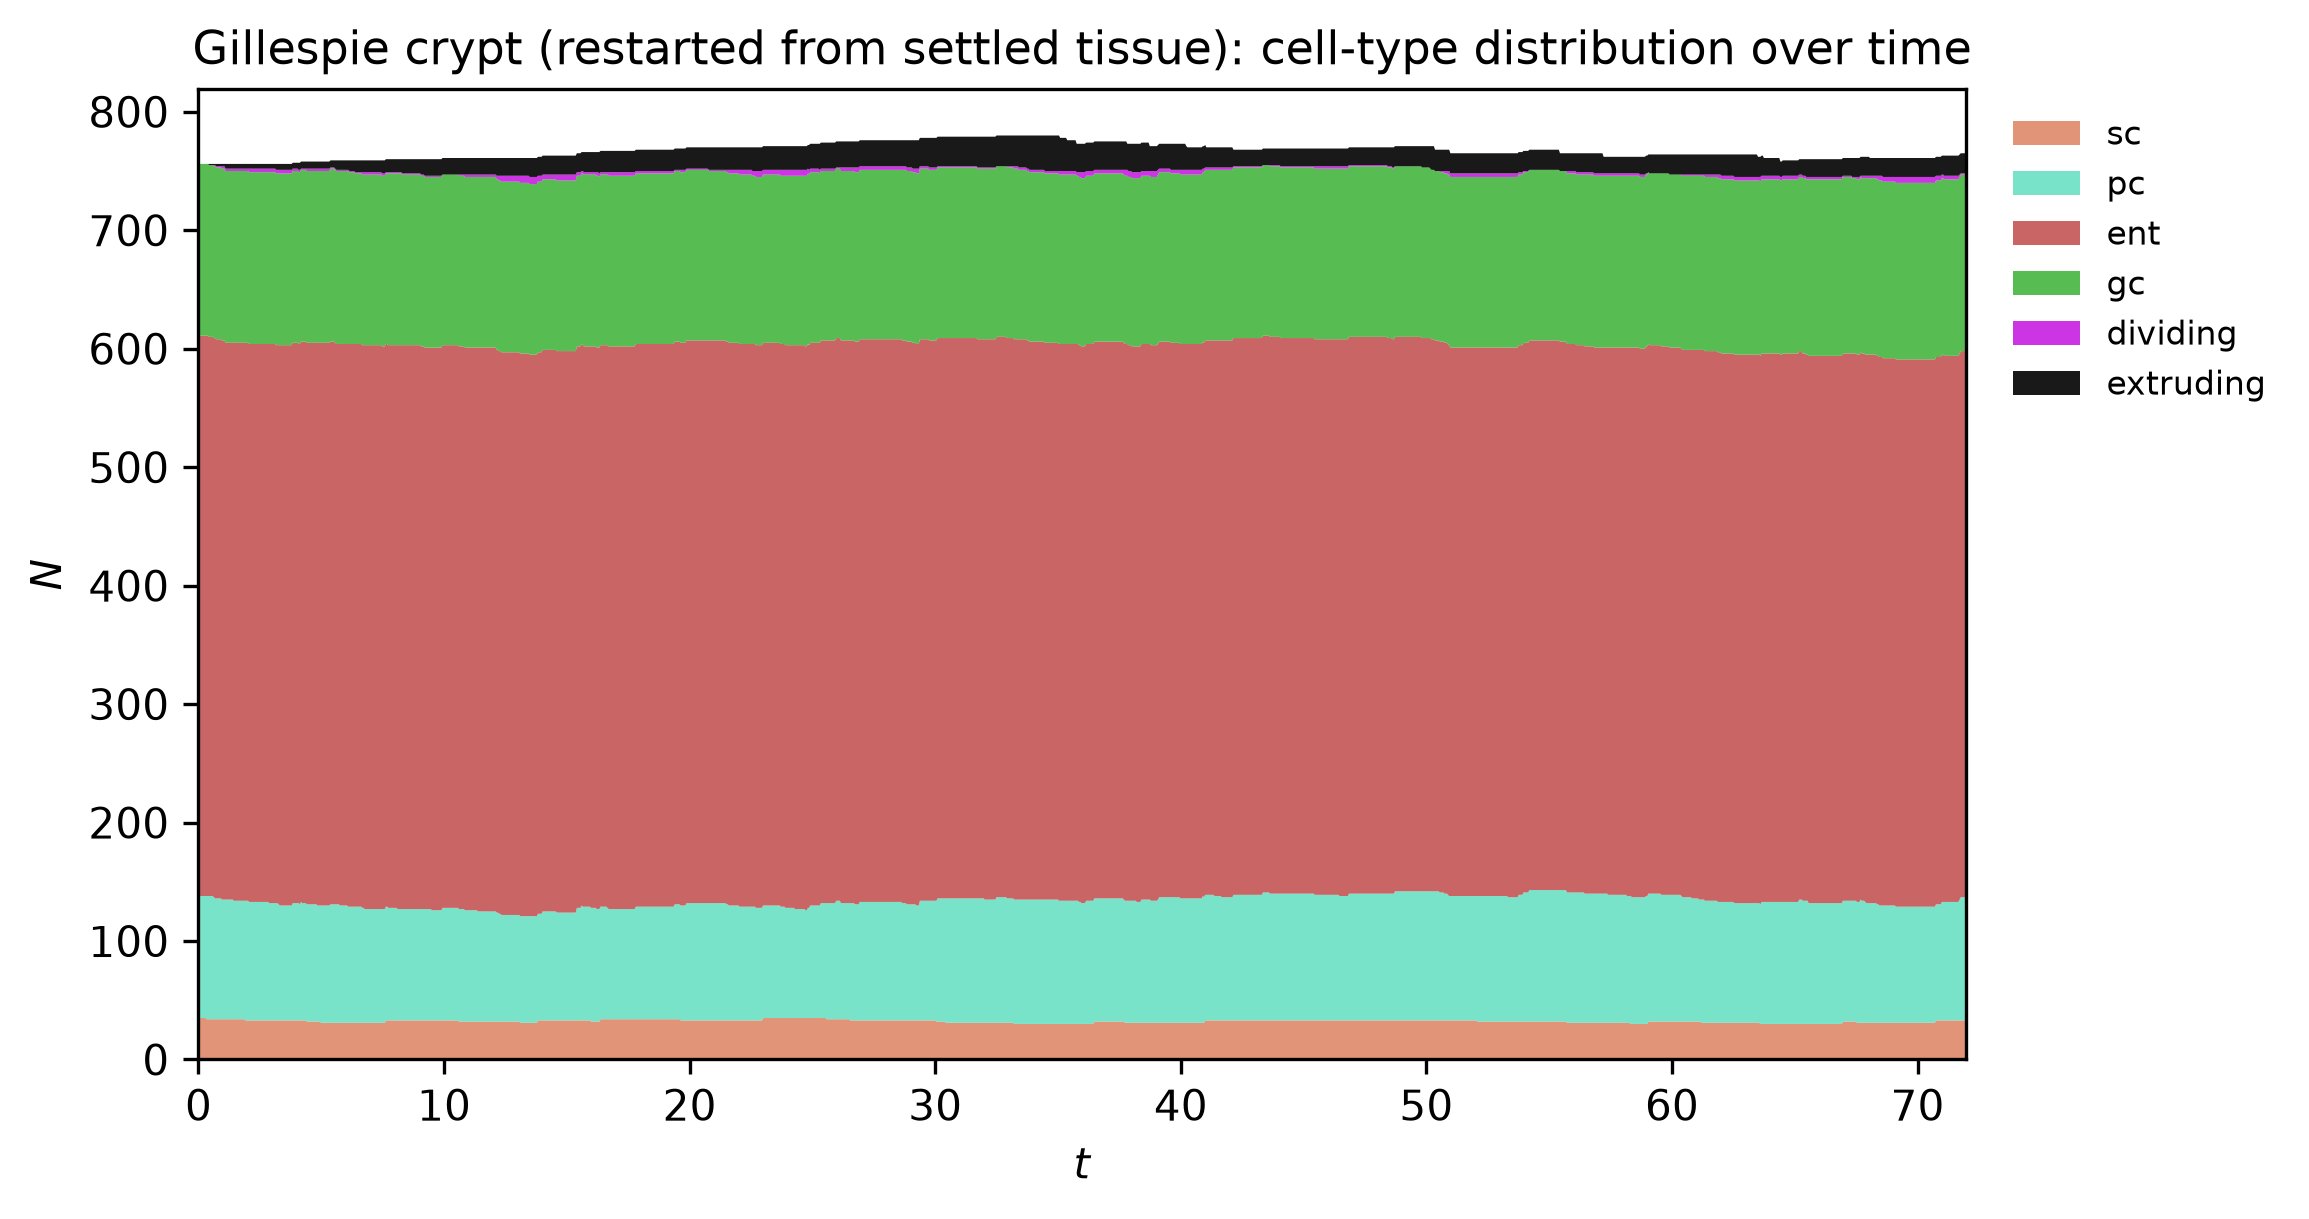 Gillespie crypt (restarted from settled tissue): cell-type distribution over time
800
700
600
500
400
300
200
100
0
N
0 10 20 30 40 50 60 70
t
sc
pc
ent
gc
dividing
extruding